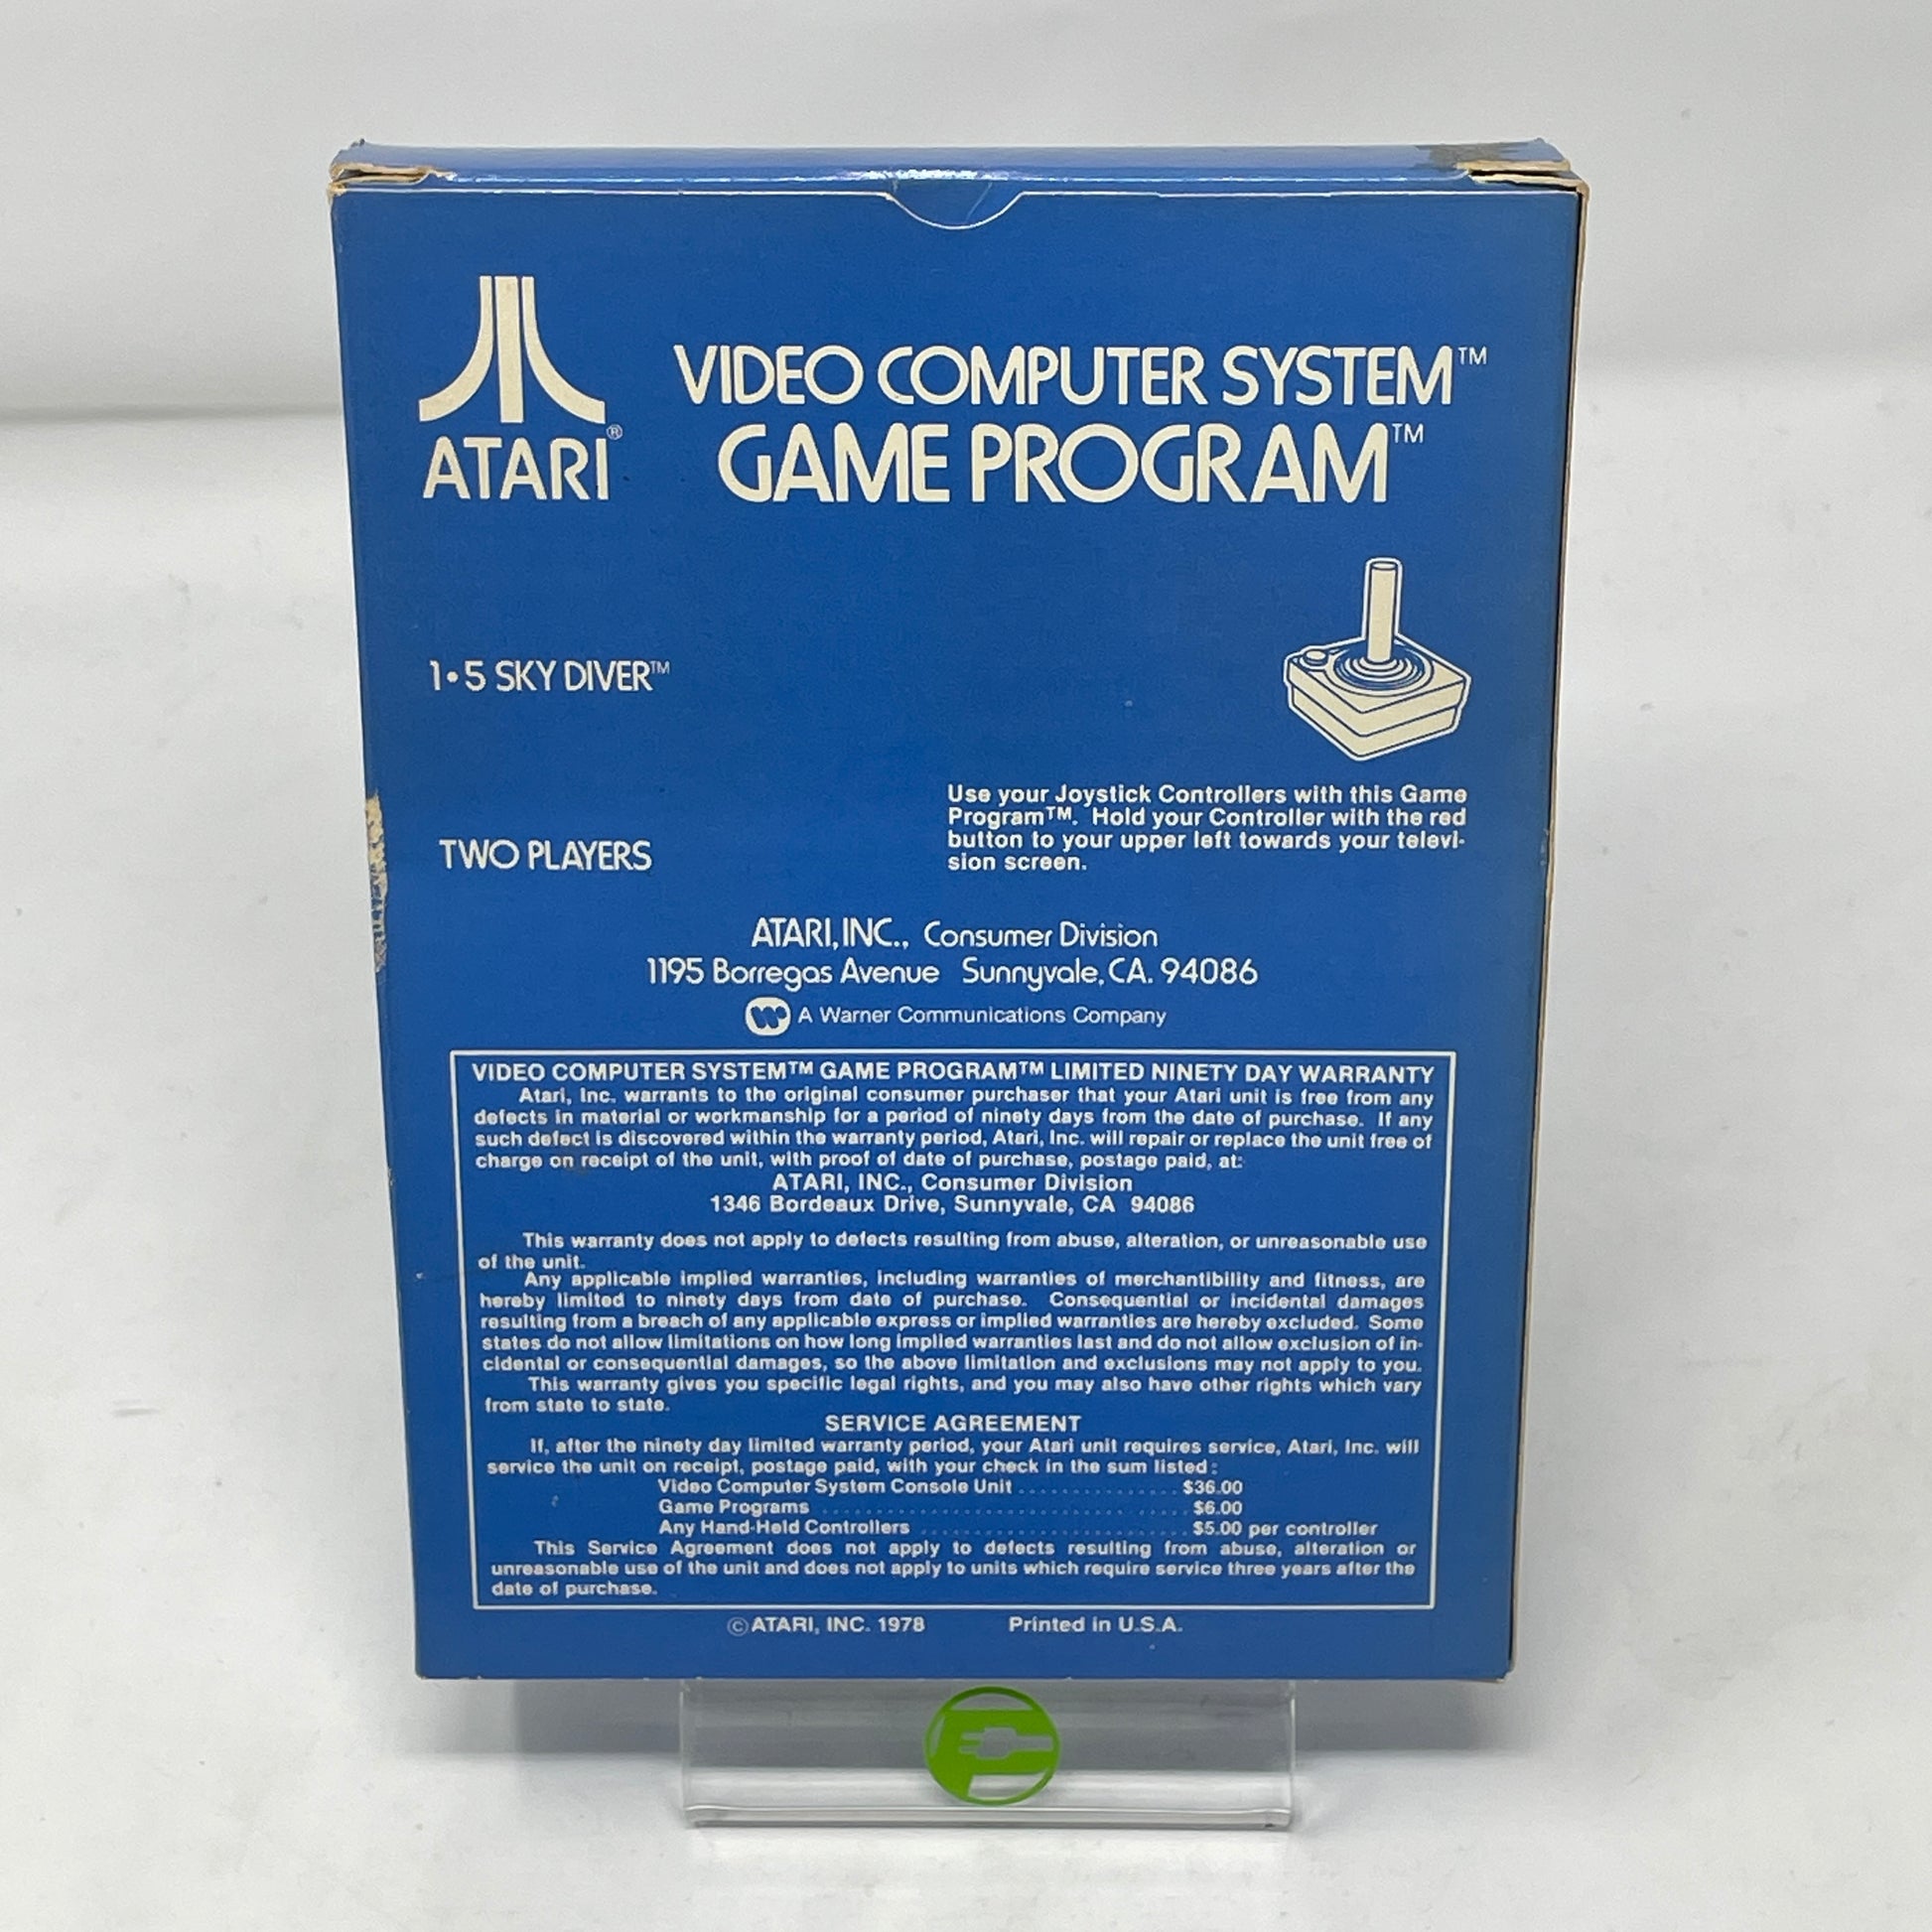 ATARI®
VIDEO COMPUTER SYSTEM™
GAME PROGRAM™
1•5 SKY DIVER™
TWO PLAYERS
Use your Joystick Controllers with this Game
Program™. Hold your Controller with the red
button to your upper left towards your televi-
sion screen.
ATARI, INC., Consumer Division
1195 Borregas Avenue Sunnyvale, CA. 94086
A Warner Communications Company
VIDEO COMPUTER SYSTEM™ GAME PROGRAM™ LIMITED NINETY DAY WARRANTY
Atari, Inc. warrants to the original consumer purchaser that your Atari unit is free from any
defects in material or workmanship for a period of ninety days from the date of purchase. If any
such defect is discovered within the warranty period, Atari, Inc. will repair or replace the unit free of
charge on receipt of the unit, with proof of date of purchase, postage paid, at:
ATARI, INC., Consumer Division
1346 Bordeaux Drive, Sunnyvale, CA 94086
This warranty does not apply to defects resulting from abuse, alteration, or unreasonable use
of the unit.
Any applicable implied warranties, including warranties of merchantibility and fitness, are
hereby limited to ninety days from date of purchase. Consequential or incidental damages
resulting from a breach of any applicable express or implied warranties are hereby excluded. Some
states do not allow limitations on how long implied warranties last and do not allow exclusion of in-
cidental or consequential damages, so the above limitation and exclusions may not apply to you.
This warranty gives you specific legal rights, and you may also have other rights which vary
from state to state.
SERVICE AGREEMENT
If, after the ninety day limited warranty period, your Atari unit requires service, Atari, Inc. will
service the unit on receipt, postage paid, with your check in the sum listed:
Video Computer System Console Unit ............... $36.00
Game Programs ................................... $6.00
Any Hand-Held Controllers ......................... $5.00 per controller
This Service Agreement does not apply to defects resulting from abuse, alteration or
unreasonable use of the unit and does not apply to units which require service three years after the
date of purchase.
© ATARI, INC. 1978 Printed in U.S.A.